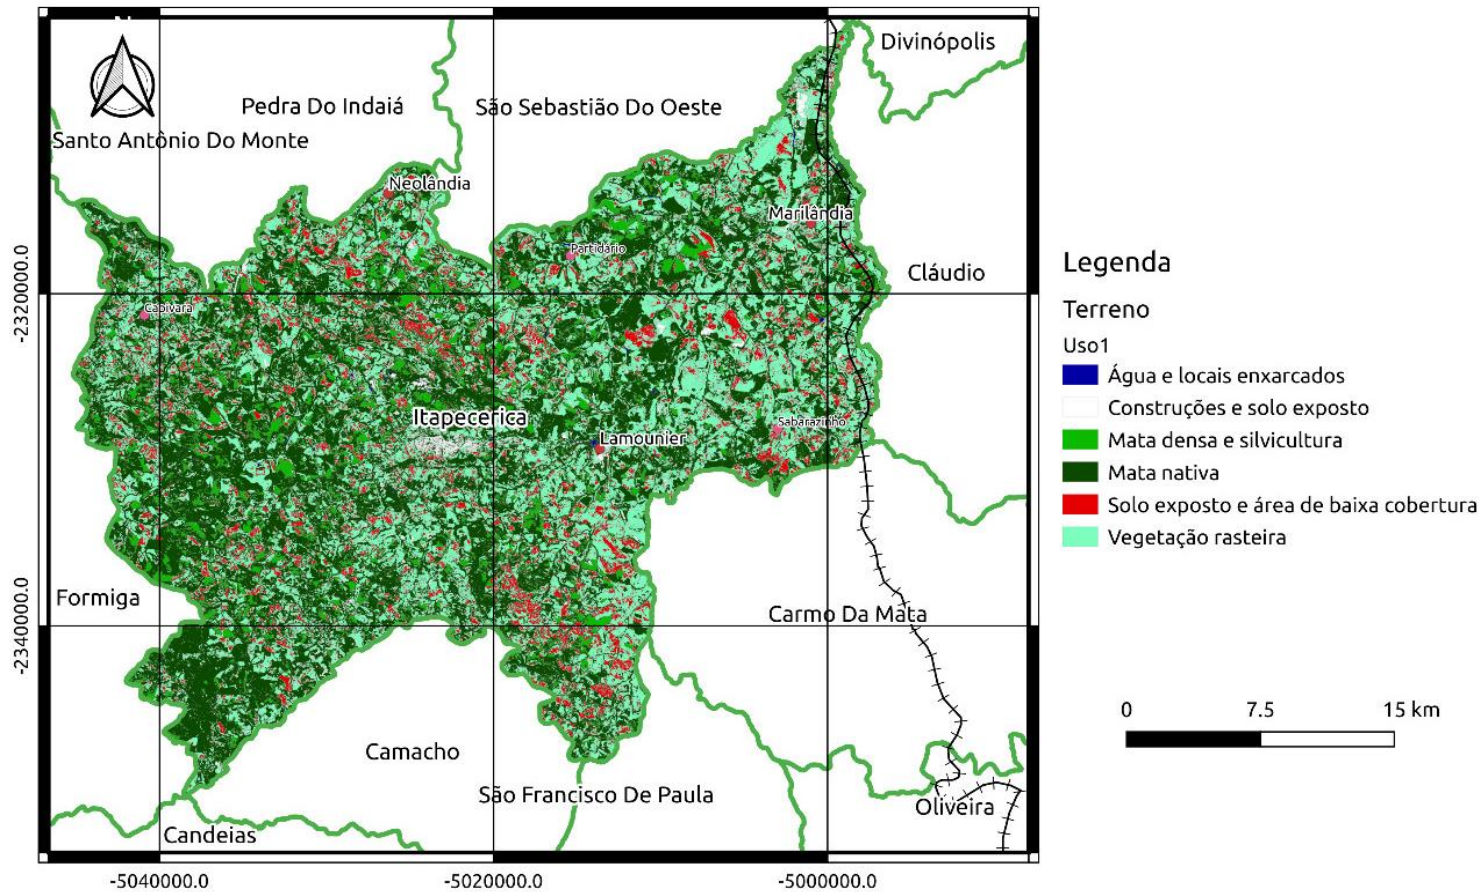 N
Divinópolis
Pedra Do Indaiá
São Sebastião Do Oeste
Santo Antônio Do Monte
Neolândia
Marilândia
Partidário
Cláudio
Capivara
Itapecerica
Lamounier
Sabarazinho
Formiga
Carmo Da Mata
Camacho
São Francisco De Paula
Oliveira
Candeias
-2320000.0
-2340000.0
-5040000.0
-5020000.0
-5000000.0
Legenda
Terreno
Uso1
Água e locais enxarcados
Construções e solo exposto
Mata densa e silvicultura
Mata nativa
Solo exposto e área de baixa cobertura
Vegetação rasteira
0 7.5 15 km